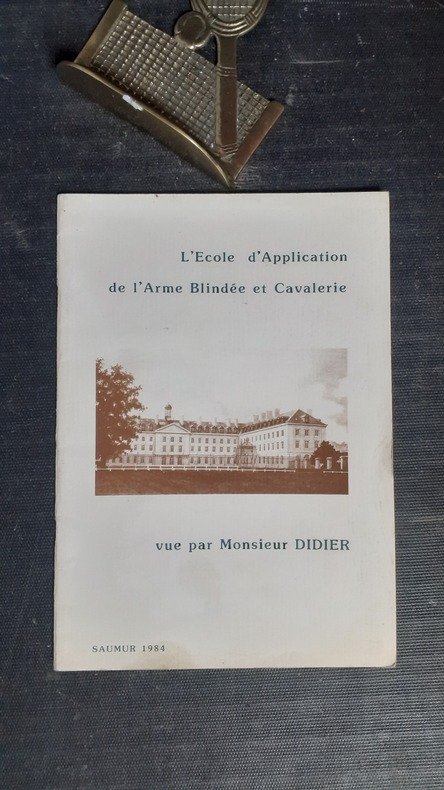 L'Ecole d'Application
de l'Arme Blindée et Cavalerie
vue par Monsieur DIDIER
SAUMUR 1984